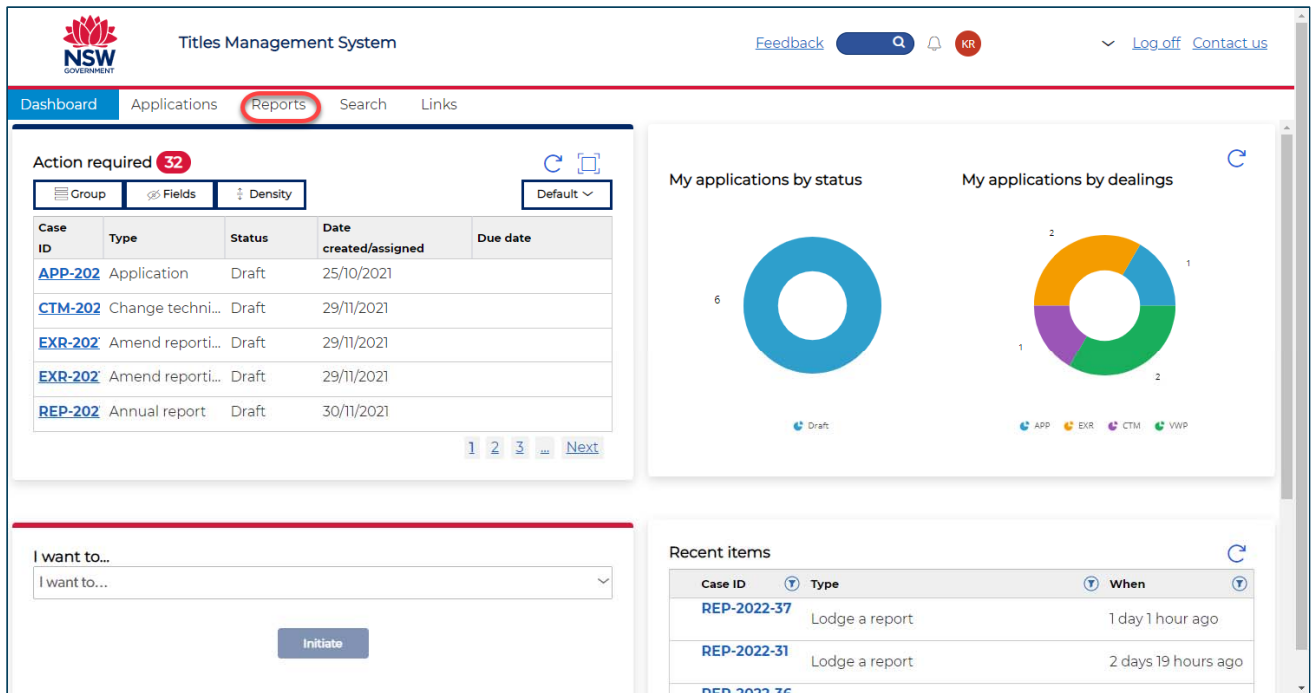 NSW
GOVERNMENT
Titles Management System
Feedback
KR
Log off Contact us
Dashboard Applications Reports Search Links
Action required 32
Group Fields Density Default
Case ID Type Status Date created/assigned Due date
APP-202 Application Draft 25/10/2021
CTM-202 Change techni... Draft 29/11/2021
EXR-202 Amend reporti... Draft 29/11/2021
EXR-202 Amend reporti... Draft 29/11/2021
REP-202 Annual report Draft 30/11/2021
1 2 3 ... Next
My applications by status
6
Draft
My applications by dealings
2
1
1
2
APP EXR CTM VWP
I want to...
I want to...
Initiate
Recent items
Case ID Type When
REP-2022-37 Lodge a report 1 day 1 hour ago
REP-2022-31 Lodge a report 2 days 19 hours ago
REP-2022-36